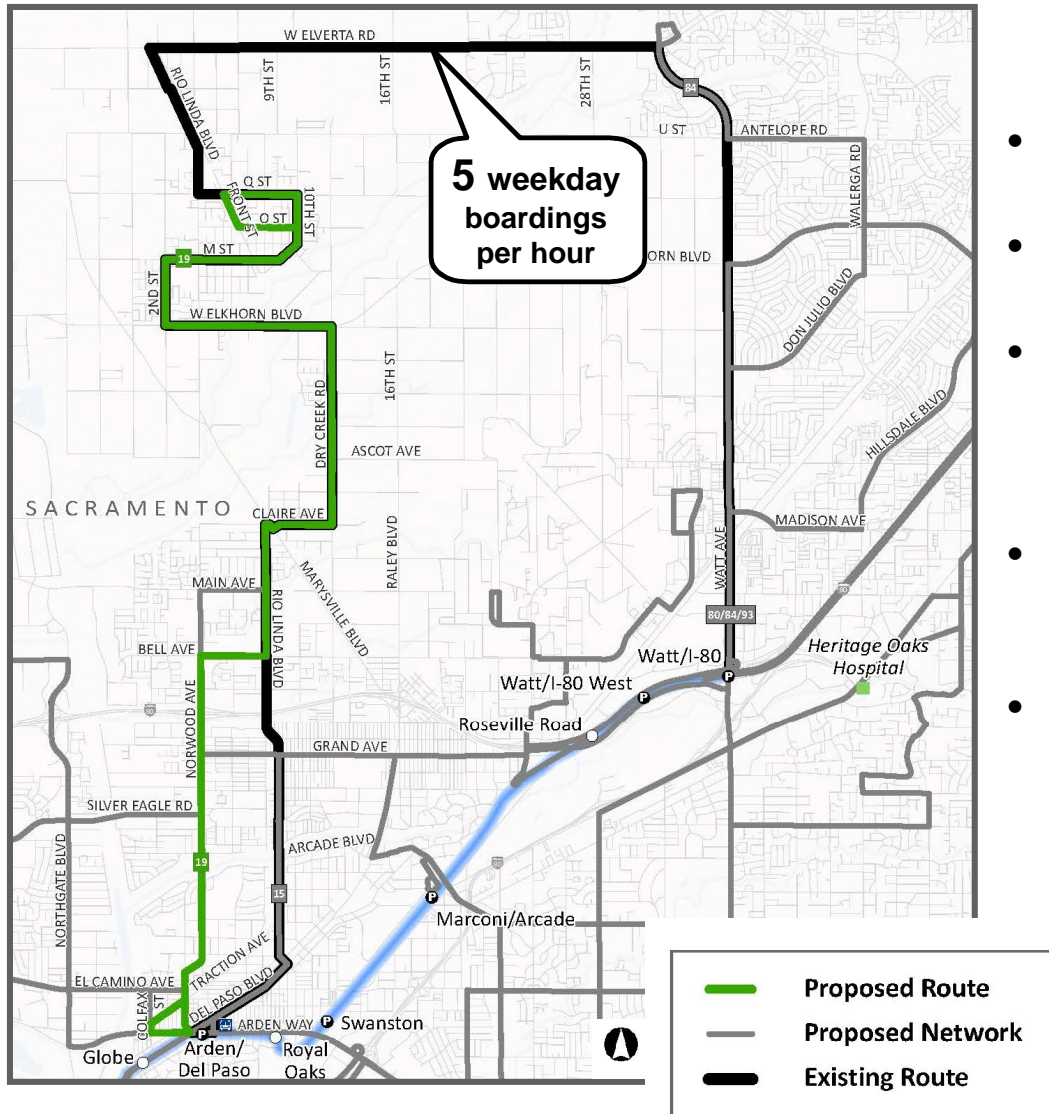 W ELVERTA RD
RIO LINDA BLVD
9TH ST
16TH ST
28TH ST
84
U ST
ANTELOPE RD
WALERGA RD
5 weekday
boardings
per hour
Q ST
FRONT ST
O ST
10TH ST
M ST
19
2ND ST
ORN BLVD
W ELKHORN BLVD
DON JULIO BLVD
16TH ST
DRY CREEK RD
HILLSDALE BLVD
ASCOT AVE
SACRAMENTO
CLAIRE AVE
MADISON AVE
RALEY BLVD
WATT AVE
MARYSVILLE BLVD
MAIN AVE
RIO LINDA BLVD
80
80/84/93
BELL AVE
Watt/I-80
Heritage Oaks
Hospital
Watt/I-80 West
NORWOOD AVE
80
Roseville Road
GRAND AVE
SILVER EAGLE RD
ARCADE BLVD
NORTHGATE BLVD
19
80
15
P
Marconi/Arcade
TRACTION AVE
EL CAMINO AVE
DEL PASO BLVD
COLFAX
ST
ARDEN WAY
P
Swanston
P
Globe
Arden/
Del Paso
Royal
Oaks
Proposed Route
Proposed Network
Existing Route